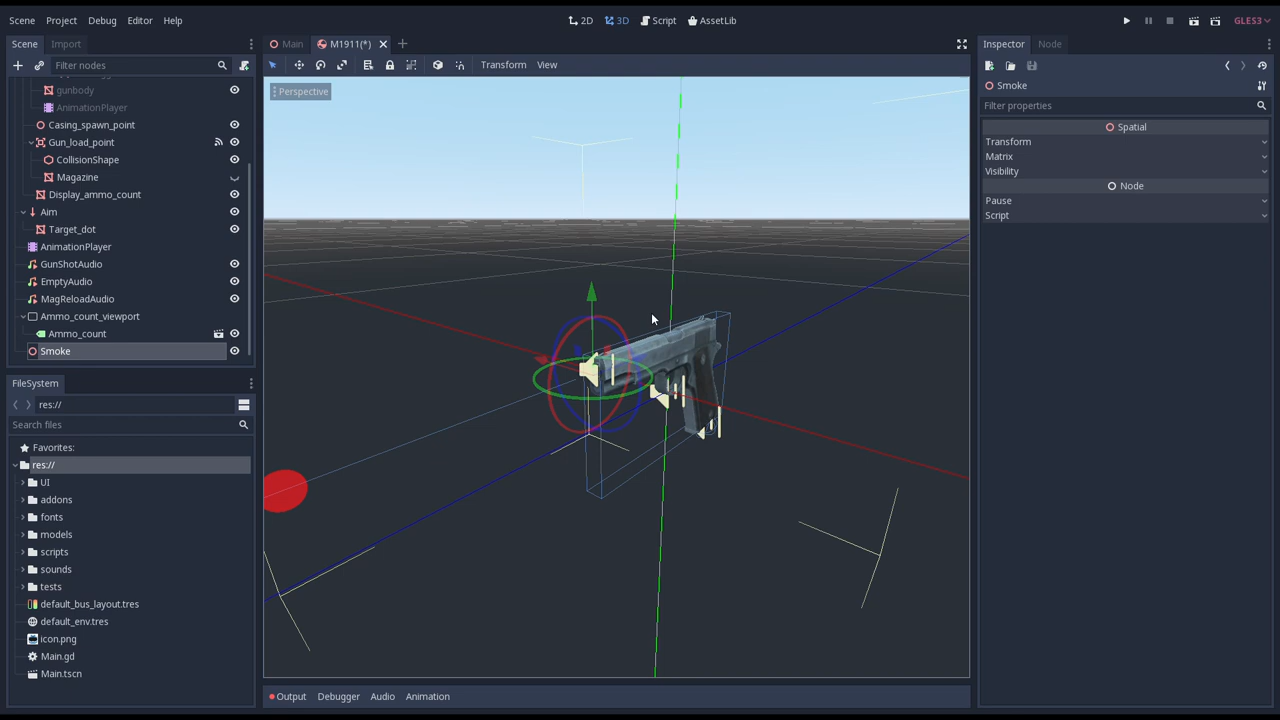 Scene Project Debug Editor Help 2D 3D Script AssetLib GLES3
Scene Import
Filter nodes
gunbody
AnimationPlayer
Casing_spawn_point
Gun_load_point
CollisionShape
Magazine
Display_ammo_count
Aim
Target_dot
AnimationPlayer
GunShotAudio
EmptyAudio
MagReloadAudio
Ammo_count_viewport
Ammo_count
Smoke
FileSystem
res://
Search files
Favorites:
res://
UI
addons
fonts
models
scripts
sounds
tests
default_bus_layout.tres
default_env.tres
icon.png
Main.gd
Main.tscn
Main M1911(*)
Transform View
Perspective
Output Debugger Audio Animation
Inspector Node
Smoke
Filter properties
Spatial
Transform
Matrix
Visibility
Node
Pause
Script